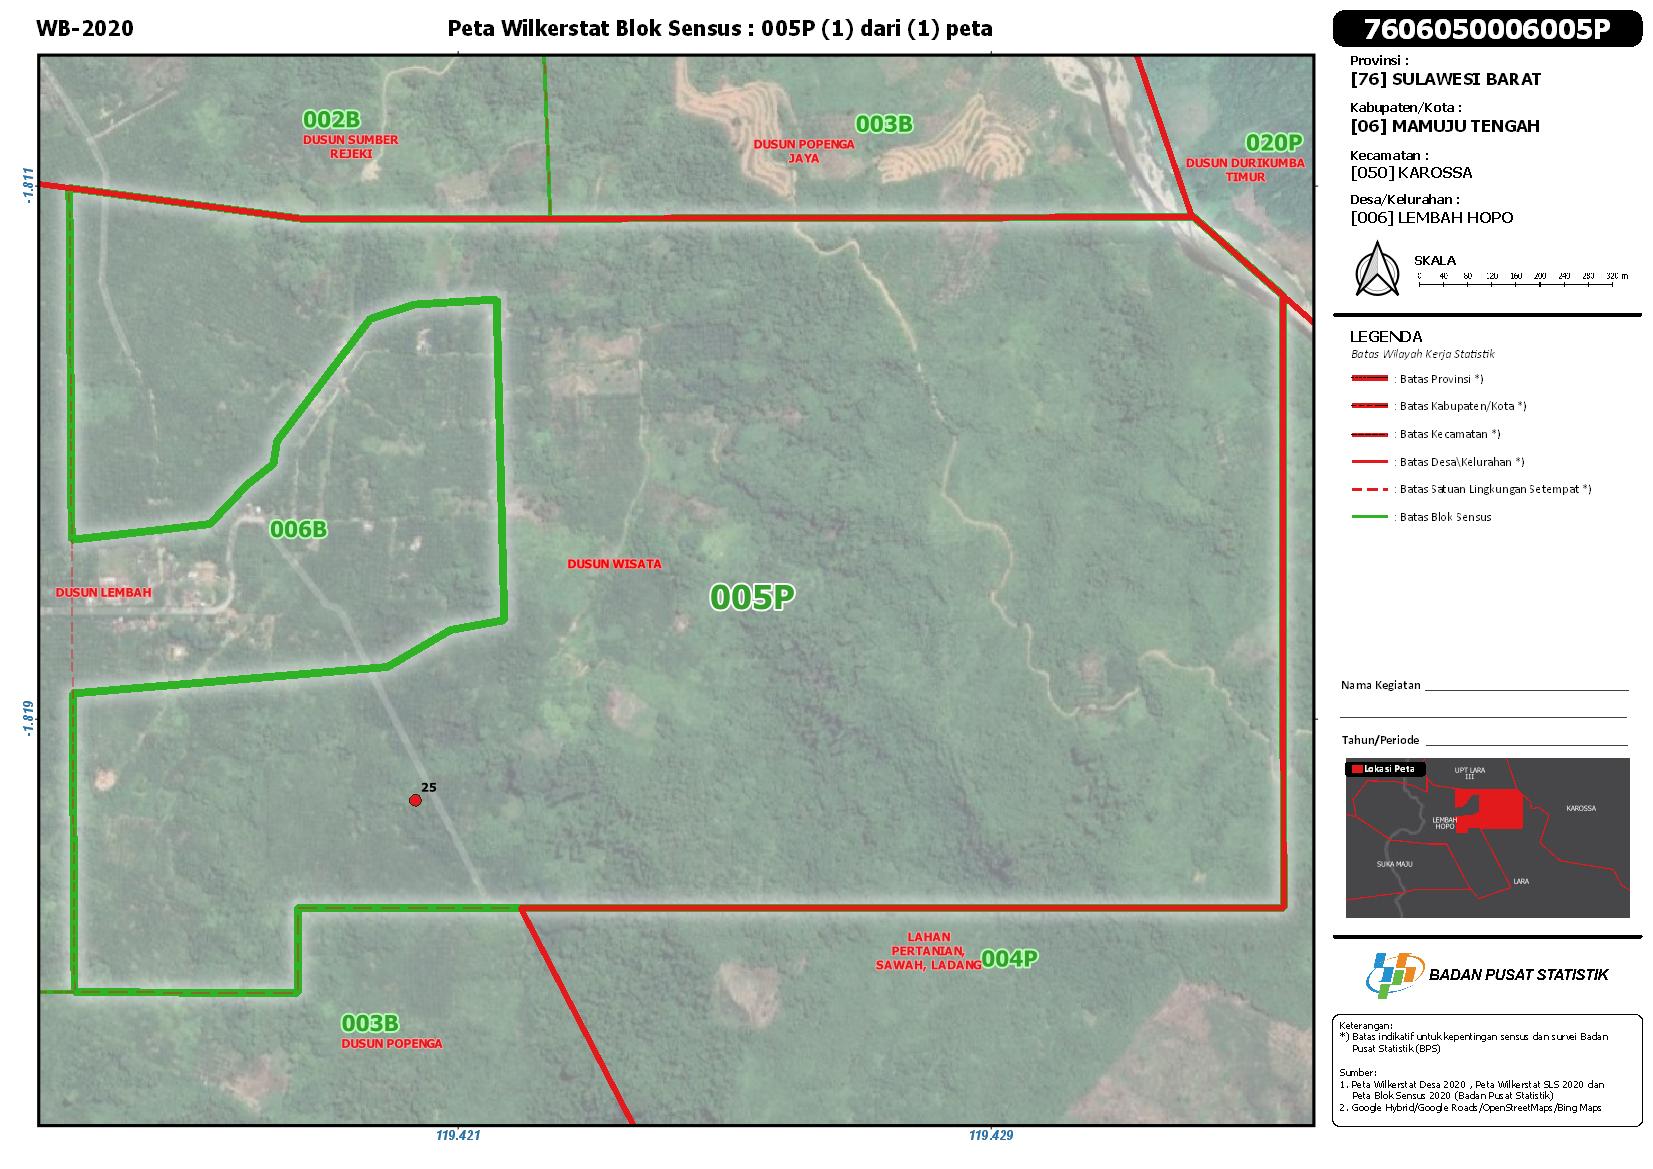 WB-2020
Peta Wilkerstat Blok Sensus : 005P (1) dari (1) peta
7606050006005P
Provinsi :
[76] SULAWESI BARAT
Kabupaten/Kota :
[06] MAMUJU TENGAH
Kecamatan :
[050] KAROSSA
Desa/Kelurahan :
[006] LEMBAH HOPO
SKALA
0 40 80 120 160 200 240 280 320 m
LEGENDA
Batas Wilayah Kerja Statistik
: Batas Provinsi *)
: Batas Kabupaten/Kota *)
: Batas Kecamatan *)
: Batas Desa\Kelurahan *)
: Batas Satuan Lingkungan Setempat *)
: Batas Blok Sensus
Nama Kegiatan
Tahun/Periode
Lokasi Peta
UPT LARA
III
KAROSSA
LEMBAH
HOPO
SUKA MAJU
LARA
BADAN PUSAT STATISTIK
Keterangan:
*) Batas indikatif untuk kepentingan sensus dan survei Badan
Pusat Statistik (BPS)
Sumber:
1. Peta Wilkerstat Desa 2020 , Peta Wilkerstat SLS 2020 dan
Peta Blok Sensus 2020 (Badan Pusat Statistik)
2. Google Hybrid/Google Roads/OpenStreetMaps/Bing Maps
002B
DUSUN SUMBER
REJEKI
003B
DUSUN POPENGA
JAYA
020P
DUSUN DURIKUMBA
TIMUR
-1.811
006B
DUSUN LEMBAH
DUSUN WISATA
005P
-1.819
25
LAHAN
PERTANIAN,
SAWAH, LADANG
004P
003B
DUSUN POPENGA
119.421
119.429